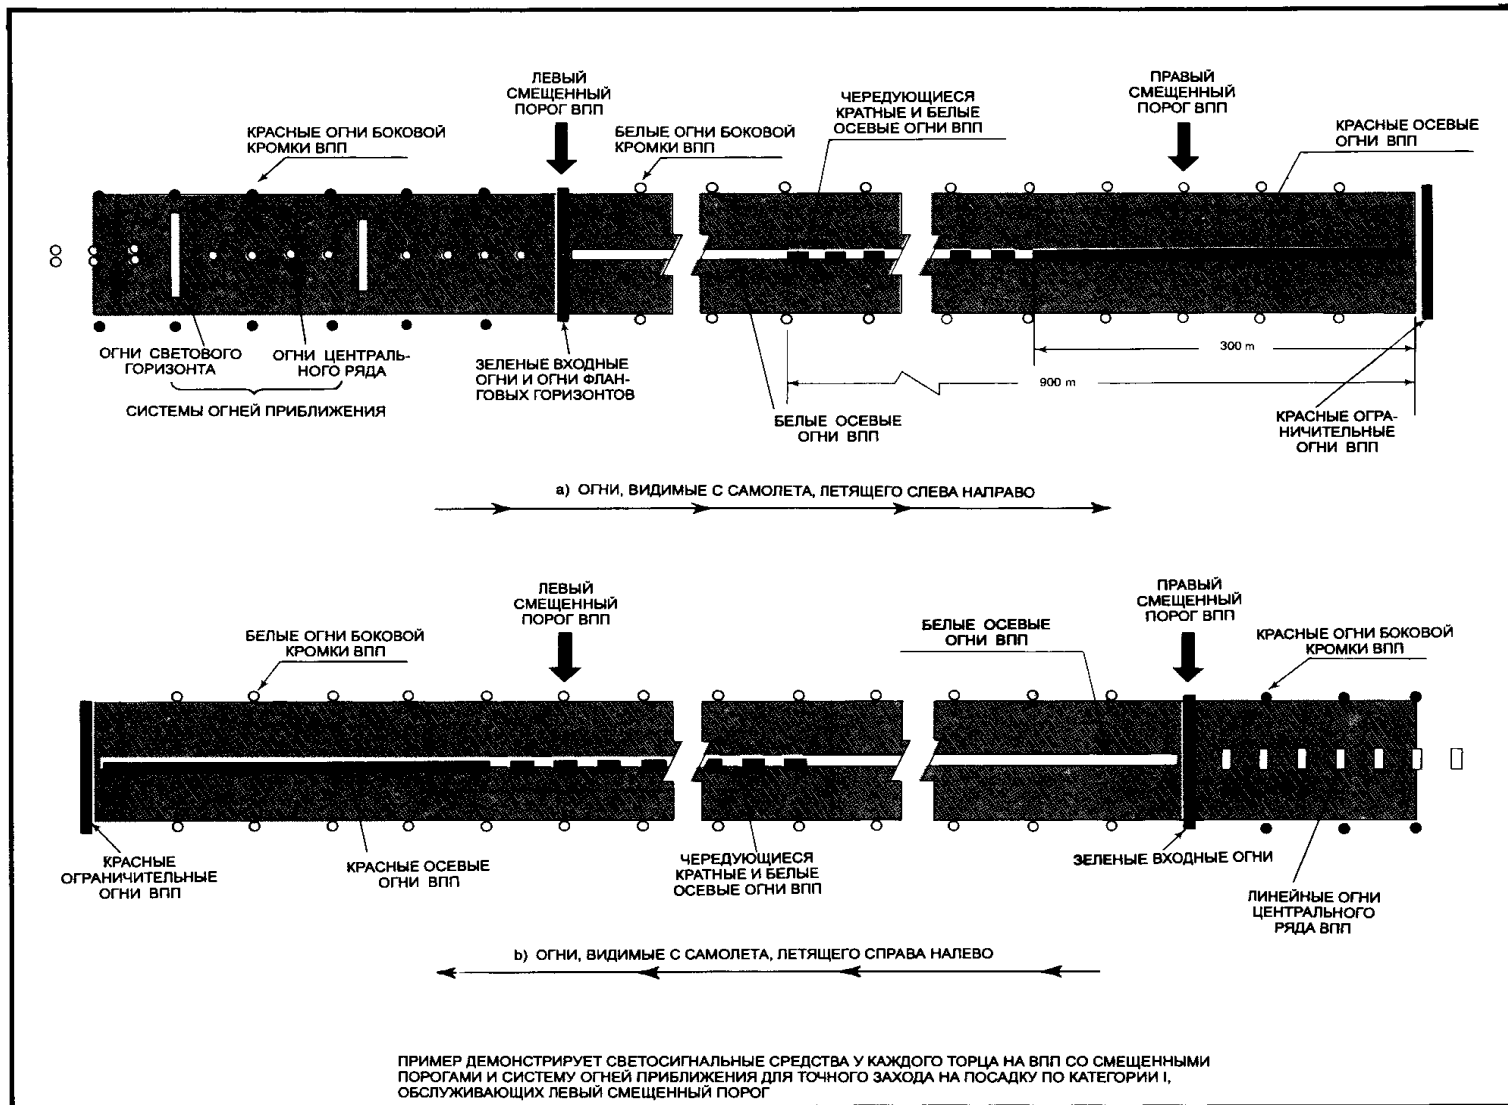 ЛЕВЫЙ
СМЕЩЕННЫЙ
ПОРОГ ВПП
ПРАВЫЙ
СМЕЩЕННЫЙ
ПОРОГ ВПП
ЧЕРЕДУЮЩИЕСЯ
КРАТНЫЕ И БЕЛЫЕ
ОСЕВЫЕ ОГНИ ВПП
КРАСНЫЕ ОГНИ БОКОВОЙ
КРОМКИ ВПП
БЕЛЫЕ ОГНИ БОКОВОЙ
КРОМКИ ВПП
КРАСНЫЕ ОСЕВЫЕ
ОГНИ ВПП
ОГНИ СВЕТОВОГО
ГОРИЗОНТА
ОГНИ ЦЕНТРАЛЬ-
НОГО РЯДА
СИСТЕМЫ ОГНЕЙ ПРИБЛИЖЕНИЯ
ЗЕЛЕНЫЕ ВХОДНЫЕ
ОГНИ И ОГНИ ФЛАН-
ГОВЫХ ГОРИЗОНТОВ
300 m
900 m
БЕЛЫЕ ОСЕВЫЕ
ОГНИ ВПП
КРАСНЫЕ ОГРА-
НИЧИТЕЛЬНЫЕ
ОГНИ ВПП
a) ОГНИ, ВИДИМЫЕ С САМОЛЕТА, ЛЕТЯЩЕГО СЛЕВА НАПРАВО
ЛЕВЫЙ
СМЕЩЕННЫЙ
ПОРОГ ВПП
ПРАВЫЙ
СМЕЩЕННЫЙ
ПОРОГ ВПП
БЕЛЫЕ ОГНИ БОКОВОЙ
КРОМКИ ВПП
БЕЛЫЕ ОСЕВЫЕ
ОГНИ ВПП
КРАСНЫЕ ОГНИ БОКОВОЙ
КРОМКИ ВПП
КРАСНЫЕ
ОГРАНИЧИТЕЛЬНЫЕ
ОГНИ ВПП
КРАСНЫЕ ОСЕВЫЕ
ОГНИ ВПП
ЧЕРЕДУЮЩИЕСЯ
КРАТНЫЕ И БЕЛЫЕ
ОСЕВЫЕ ОГНИ ВПП
ЗЕЛЕНЫЕ ВХОДНЫЕ ОГНИ
ЛИНЕЙНЫЕ ОГНИ
ЦЕНТРАЛЬНОГО
РЯДА ВПП
b) ОГНИ, ВИДИМЫЕ С САМОЛЕТА, ЛЕТЯЩЕГО СПРАВА НАЛЕВО
ПРИМЕР ДЕМОНСТРИРУЕТ СВЕТОСИГНАЛЬНЫЕ СРЕДСТВА У КАЖДОГО ТОРЦА НА ВПП СО СМЕЩЕННЫМИ
ПОРОГАМИ И СИСТЕМУ ОГНЕЙ ПРИБЛИЖЕНИЯ ДЛЯ ТОЧНОГО ЗАХОДА НА ПОСАДКУ ПО КАТЕГОРИИ I,
ОБСЛУЖИВАЮЩИХ ЛЕВЫЙ СМЕЩЕННЫЙ ПОРОГ